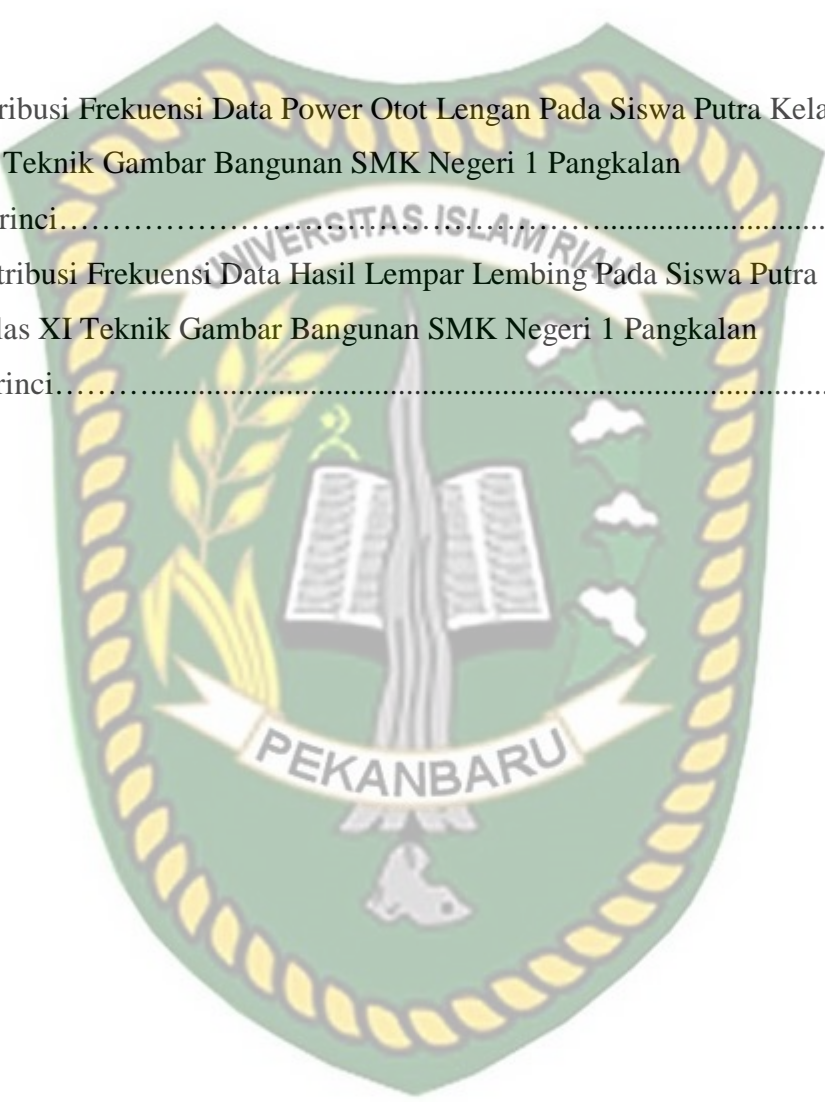 ribusi Frekuensi Data Power Otot Lengan Pada Siswa Putra Kela
Teknik Gambar Bangunan SMK Negeri 1 Pangkalan
rinci……………………………………………………............................
UNIVERSITAS ISLAM RIAU
tribusi Frekuensi Data Hasil Lempar Lembing Pada Siswa Putra
las XI Teknik Gambar Bangunan SMK Negeri 1 Pangkalan
rinci………........................................................................................
PEKANBARU